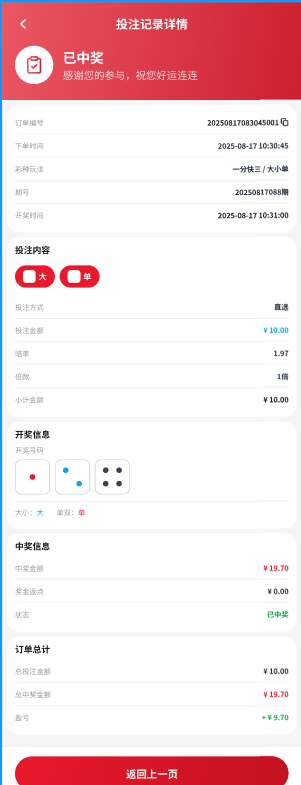 投注记录详情
已中奖
感谢您的参与，祝您好运连连
订单编号 20250817083045001
下单时间 2025-08-17 10:30:45
彩种玩法 一分快三 / 大小单
期号 20250817088期
开奖时间 2025-08-17 10:31:00
投注内容
大 单
投注方式 直选
投注金额 ¥ 10.00
赔率 1.97
倍数 1倍
小计金额 ¥ 10.00
开奖信息
开奖号码
大小: 大 单双: 单
中奖信息
中奖金额 ¥ 19.70
奖金返点 ¥ 0.00
状态 已中奖
订单总计
总投注金额 ¥ 10.00
总中奖金额 ¥ 19.70
盈亏 + ¥ 9.70
返回上一页